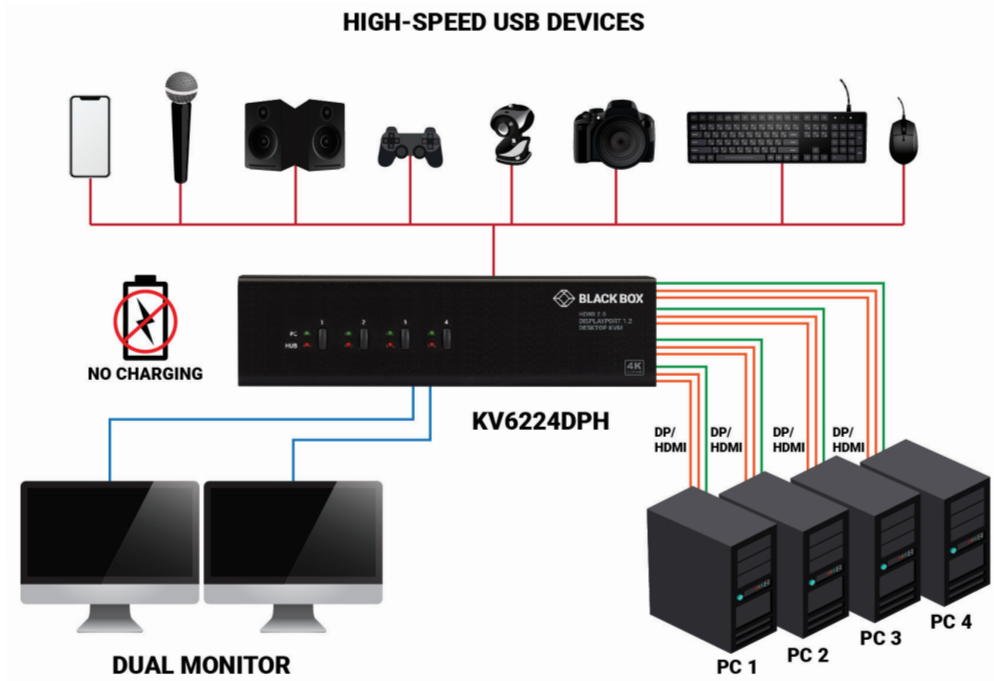 HIGH-SPEED USB DEVICES
NO CHARGING
PC
HUB
1
2
3
4
BLACK BOX
HDMI 2.0
DISPLAYPORT 1.2
DESKTOP KVM
4K
KV6224DPH
DP/
HDMI
DP/
HDMI
DP/
HDMI
DP/
HDMI
DUAL MONITOR
PC 1
PC 2
PC 3
PC 4